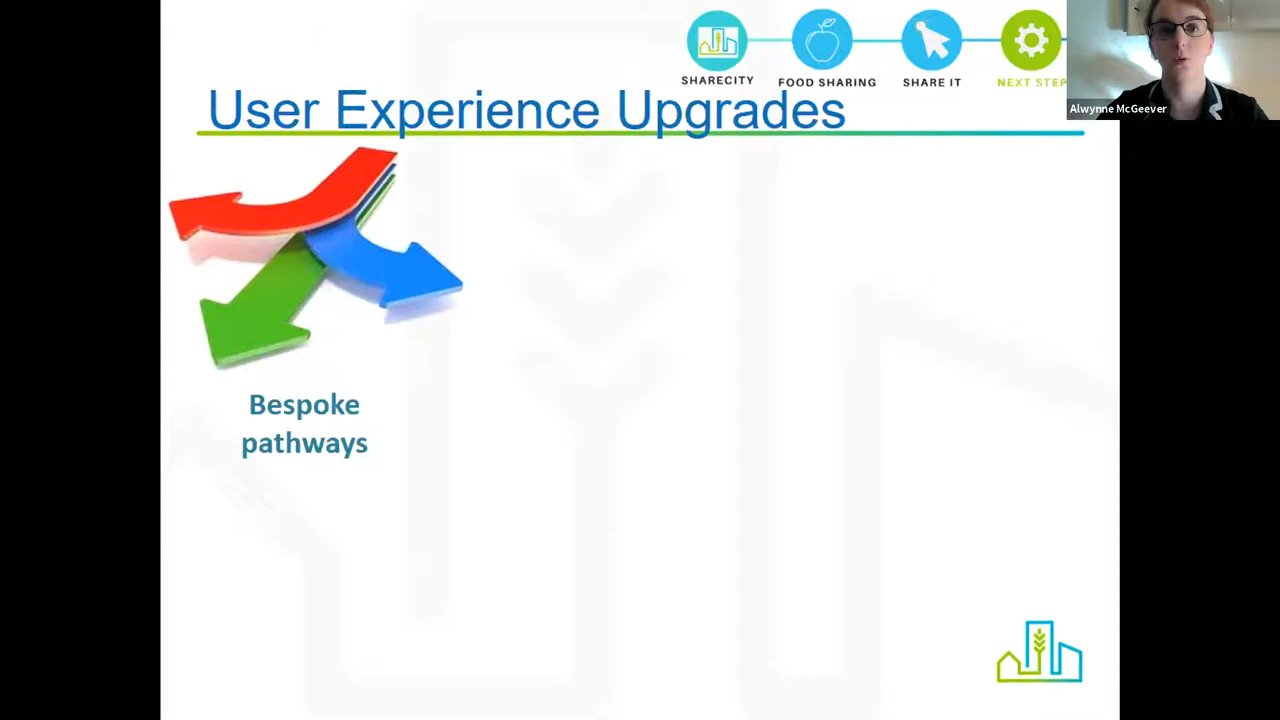 SHARECITY
FOOD SHARING
SHARE IT
NEXT STEP
Alwynne McGeever
User Experience Upgrades
Bespoke
pathways